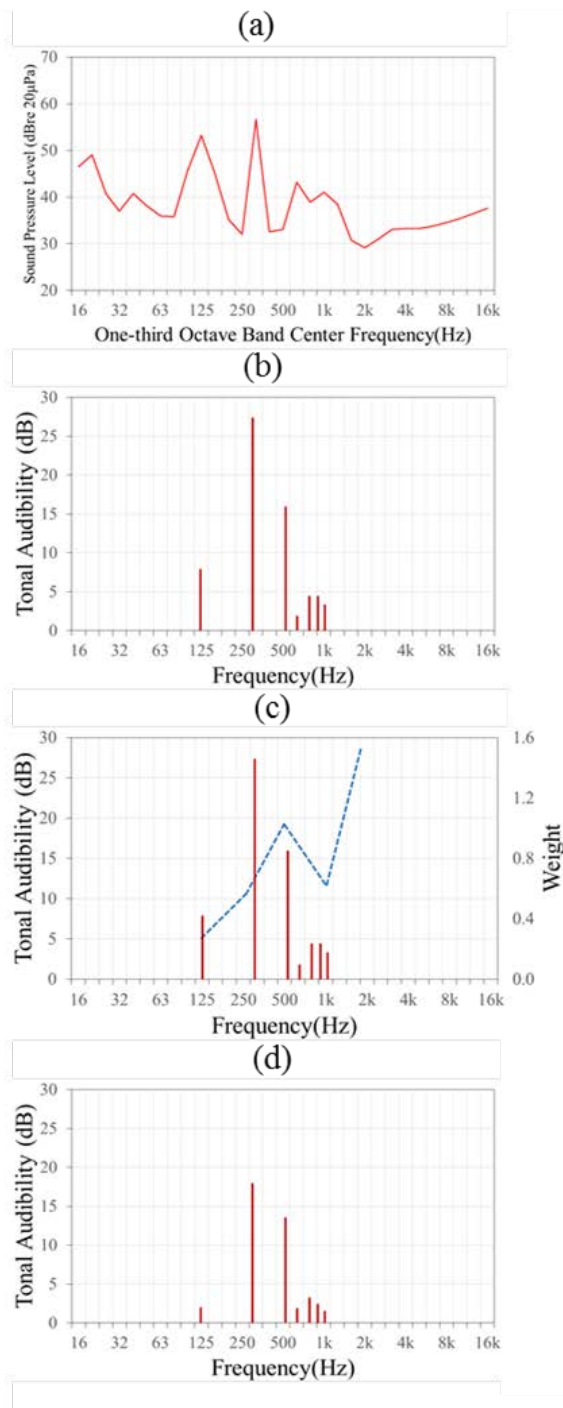 (a)
Sound Pressure Level (dBre 20μPa)
70
60
50
40
30
20
16 32 63 125 250 500 1k 2k 4k 8k 16k
One-third Octave Band Center Frequency(Hz)
(b)
Tonal Audibility (dB)
30
25
20
15
10
5
0
16 32 63 125 250 500 1k 2k 4k 8k 16k
Frequency(Hz)
(c)
Tonal Audibility (dB)
30
25
20
15
10
5
0
1.6
1.2
0.8
0.4
0.0
Weight
16 32 63 125 250 500 1k 2k 4k 8k 16k
Frequency(Hz)
(d)
Tonal Audibility (dB)
30
25
20
15
10
5
0
16 32 63 125 250 500 1k 2k 4k 8k 16k
Frequency(Hz)